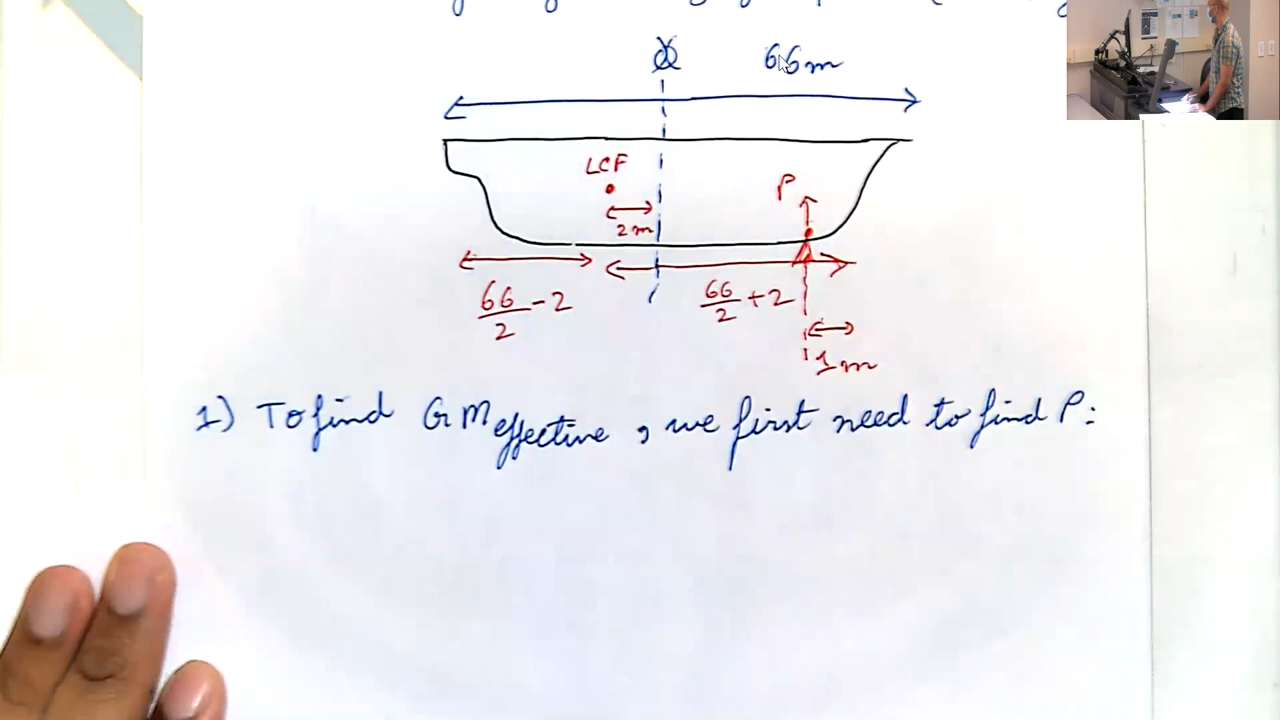 66m
LCF
P
2m
66/2 - 2
66/2 + 2
1m
1) To find GM effective, we first need to find P: